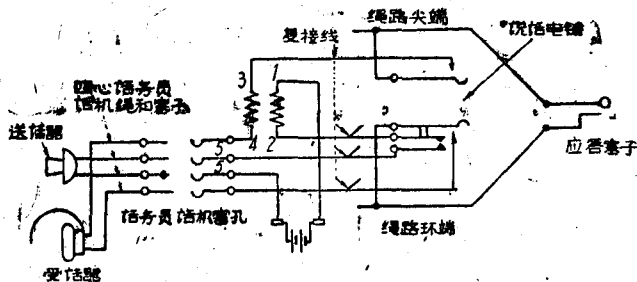 绳路尖端
复接线
说话电键
3 1
随心话务员
话机绳和塞子
送话器
4 2
5
5
应答塞子
话务员话机塞孔
绳路环端
受话器